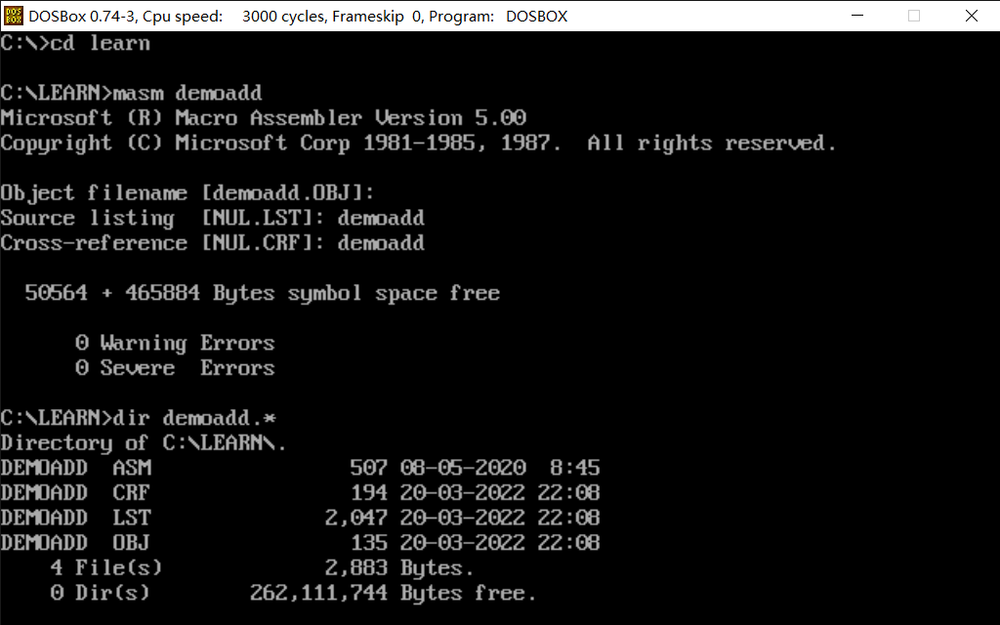 DOSBox 0.74-3, Cpu speed: 3000 cycles, Frameskip 0, Program: DOSBOX
C:\>cd learn
C:\LEARN>masm demoadd
Microsoft (R) Macro Assembler Version 5.00
Copyright (C) Microsoft Corp 1981-1985, 1987.  All rights reserved.
Object filename [demoadd.OBJ]:
Source listing  [NUL.LST]: demoadd
Cross-reference [NUL.CRF]: demoadd
  50564 + 465884 Bytes symbol space free
      0 Warning Errors
      0 Severe  Errors
C:\LEARN>dir demoadd.*
Directory of C:\LEARN\.
DEMOADD  ASM                507 08-05-2020  8:45
DEMOADD  CRF                194 20-03-2022 22:08
DEMOADD  LST              2,047 20-03-2022 22:08
DEMOADD  OBJ                135 20-03-2022 22:08
    4 File(s)             2,883 Bytes.
    0 Dir(s)        262,111,744 Bytes free.